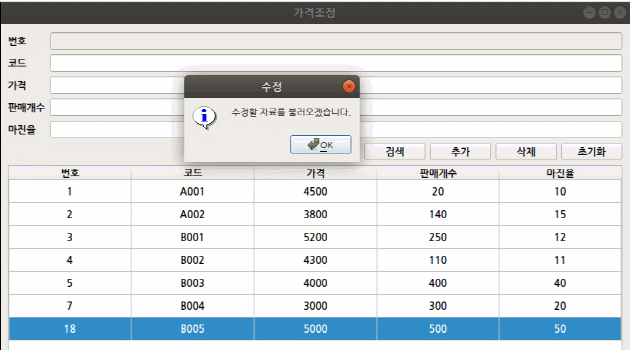 가격조정
번호
코드
가격
판매개수
마진율
수정
수정할 자료를 불러오겠습니다.
OK
검색 추가 삭제 초기화
번호 코드 가격 판매개수 마진율
1 A001 4500 20 10
2 A002 3800 140 15
3 B001 5200 250 12
4 B002 4300 110 11
5 B003 4000 400 40
7 B004 3000 300 20
18 B005 5000 500 50